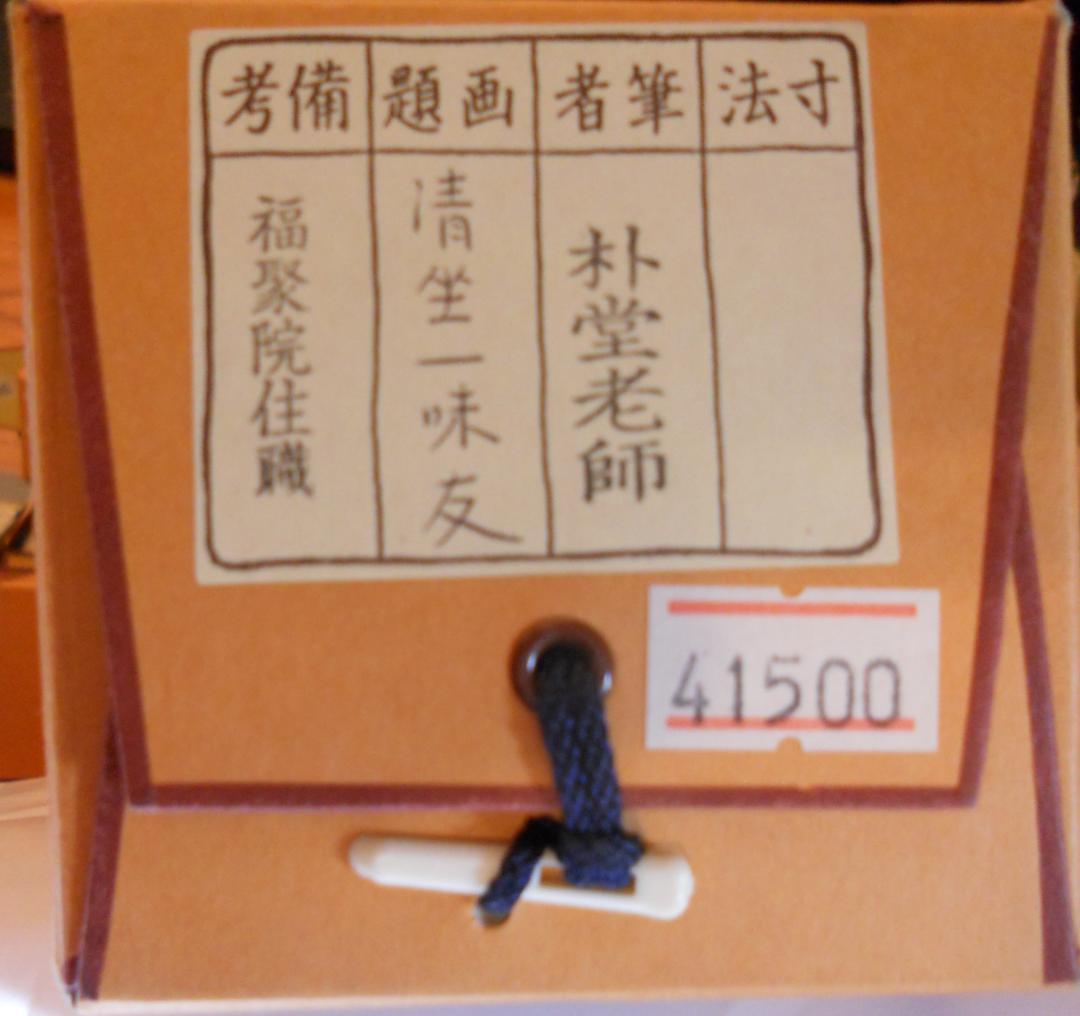 寸法
筆者
画題
備考
朴堂老師
清坐一味友
福聚院住職
41500